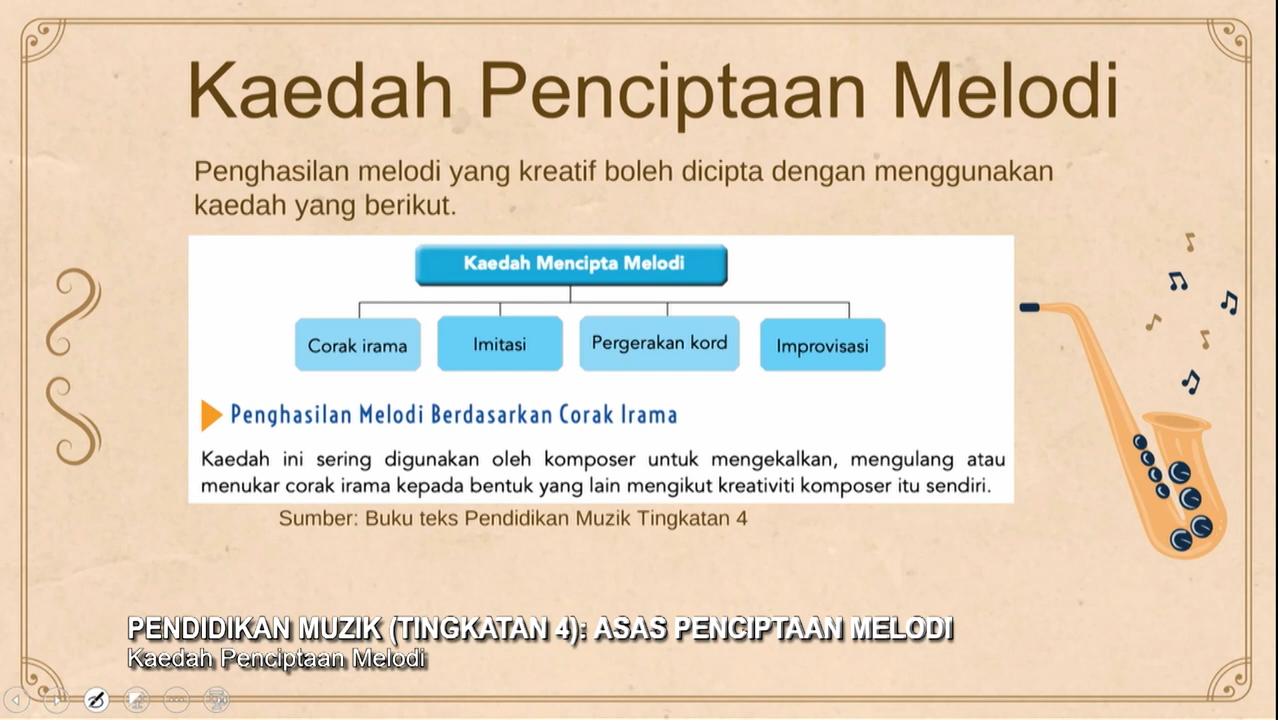 Kaedah Penciptaan Melodi
Penghasilan melodi yang kreatif boleh dicipta dengan menggunakan
kaedah yang berikut.
Kaedah Mencipta Melodi
Corak irama
Imitasi
Pergerakan kord
Improvisasi
Penghasilan Melodi Berdasarkan Corak Irama
Kaedah ini sering digunakan oleh komposer untuk mengekalkan, mengulang atau
menukar corak irama kepada bentuk yang lain mengikut kreativiti komposer itu sendiri.
Sumber: Buku teks Pendidikan Muzik Tingkatan 4
PENDIDIKAN MUZIK (TINGKATAN 4): ASAS PENCIPTAAN MELODI
Kaedah Penciptaan Melodi